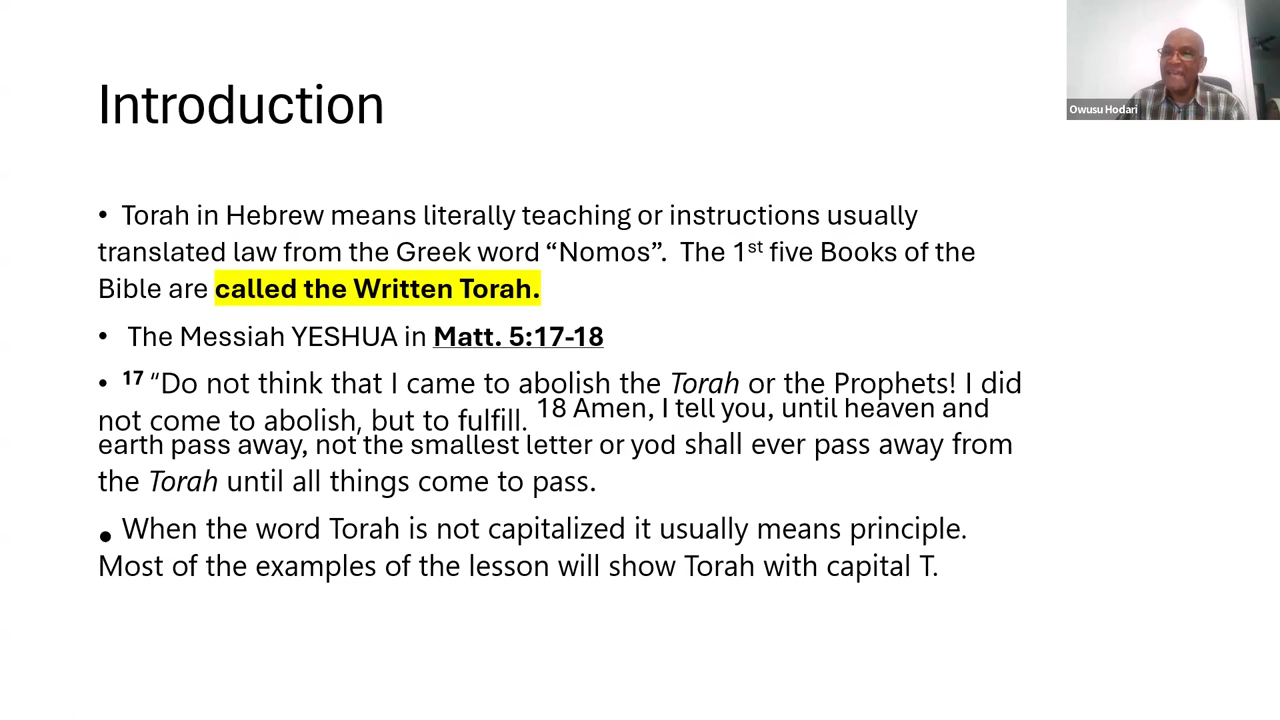 Introduction
Owusu Hodari
• Torah in Hebrew means literally teaching or instructions usually
translated law from the Greek word “Nomos”. The 1st five Books of the
Bible are called the Written Torah.
• The Messiah YESHUA in Matt. 5:17-18
• 17 “Do not think that I came to abolish the Torah or the Prophets! I did
not come to abolish, but to fulfill. 18 Amen, I tell you, until heaven and
earth pass away, not the smallest letter or yod shall ever pass away from
the Torah until all things come to pass.
• When the word Torah is not capitalized it usually means principle.
Most of the examples of the lesson will show Torah with capital T.